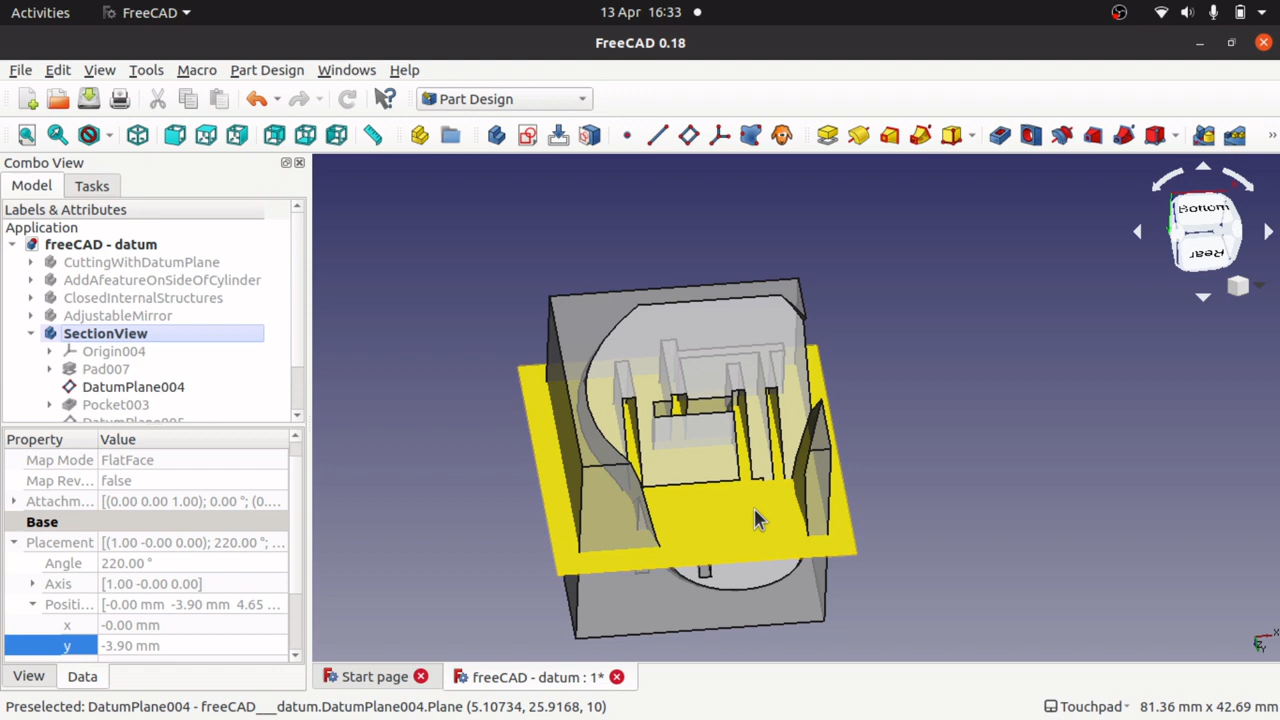 Activities FreeCAD 13 Apr 16:33
FreeCAD 0.18
File Edit View Tools Macro Part Design Windows Help
Part Design
Combo View
Model Tasks
Labels & Attributes
Application
freeCAD - datum
CuttingWithDatumPlane
AddAfeatureOnSideOfCylinder
ClosedInternalStructures
AdjustableMirror
SectionView
Origin004
Pad007
DatumPlane004
Pocket003
DatumPlane005
Property Value
Map Mode FlatFace
Map Rev... false
Attachm... [(0.00 0.00 1.00); 0.00 °; (0....
Base
Placement [(1.00 -0.00 0.00); 220.00 °; ...
Angle 220.00 °
Axis [1.00 -0.00 0.00]
Positi... [-0.00 mm -3.90 mm 4.65 ...
x -0.00 mm
y -3.90 mm
View Data
Bottom
Rear
X
Y
Start page freeCAD - datum : 1*
Preselected: DatumPlane004 - freeCAD___datum.DatumPlane004.Plane (5.10734, 25.9168, 10) Touchpad 81.36 mm x 42.69 mm